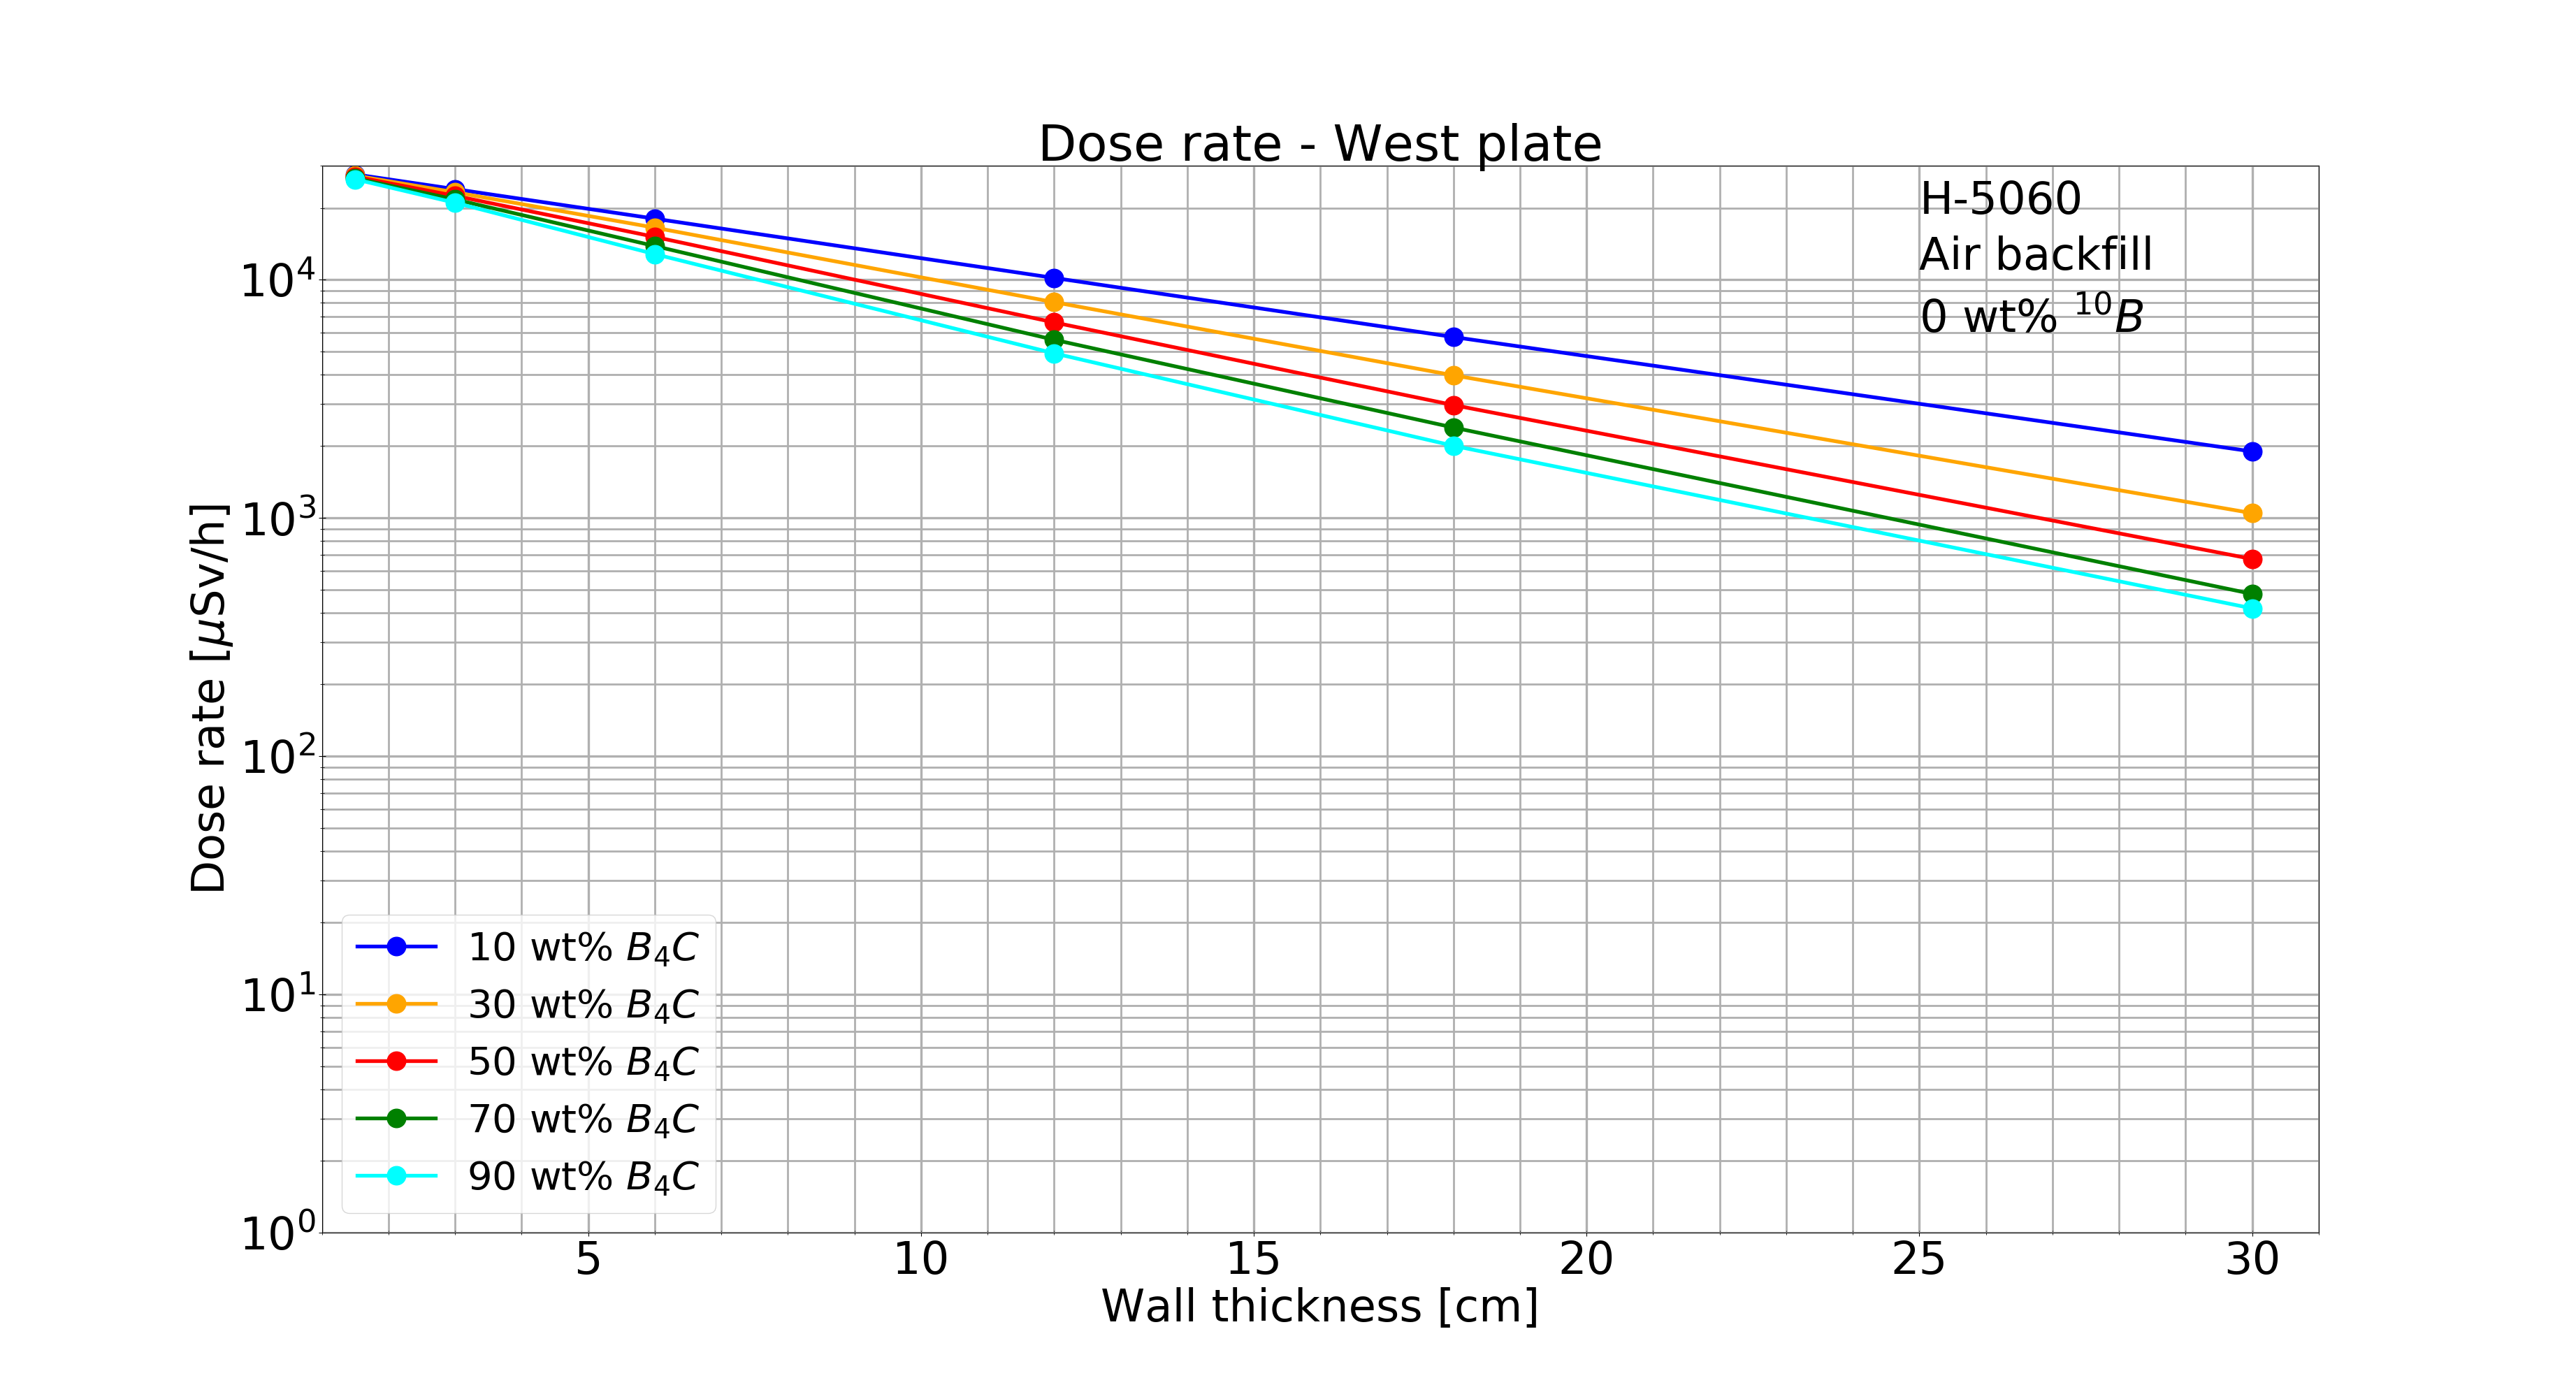 Dose rate - West plate
H-5060
Air backfill
0 wt% ¹⁰B
Dose rate [μSv/h]
10⁴
10³
10²
10¹
10⁰
10 wt% B₄C
30 wt% B₄C
50 wt% B₄C
70 wt% B₄C
90 wt% B₄C
5 10 15 20 25 30
Wall thickness [cm]